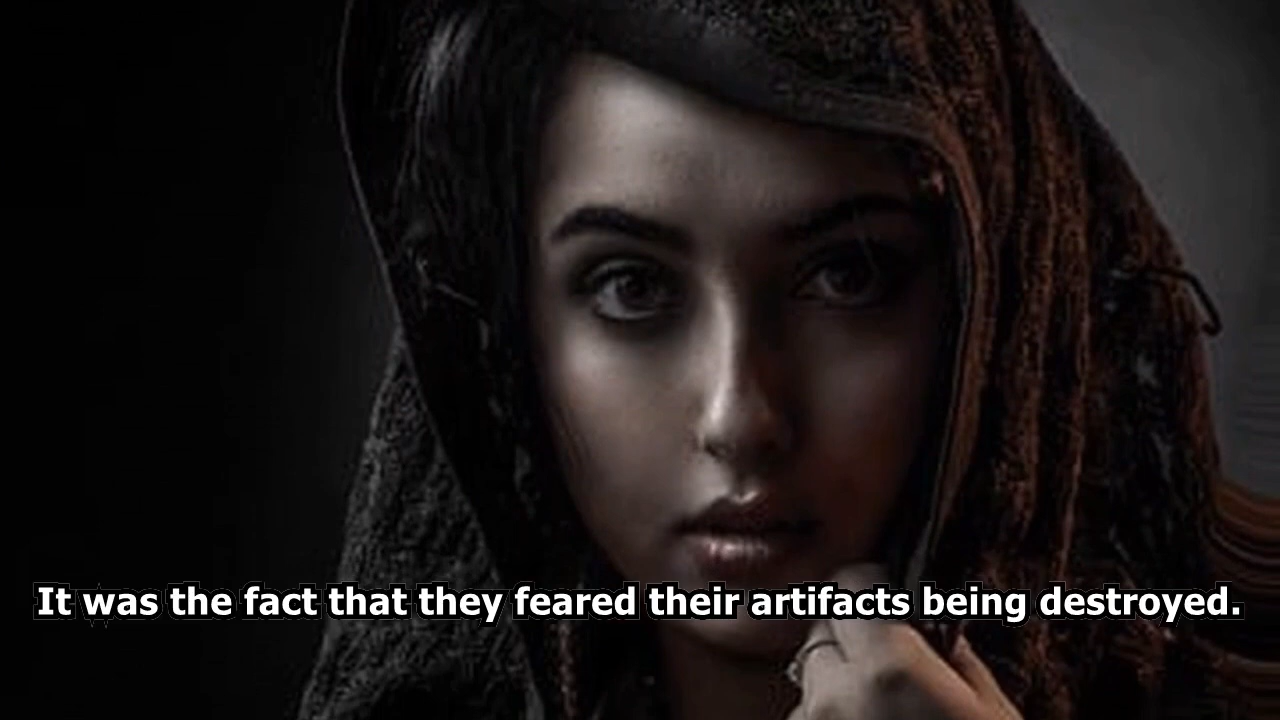 It was the fact that they feared their artifacts being destroyed.